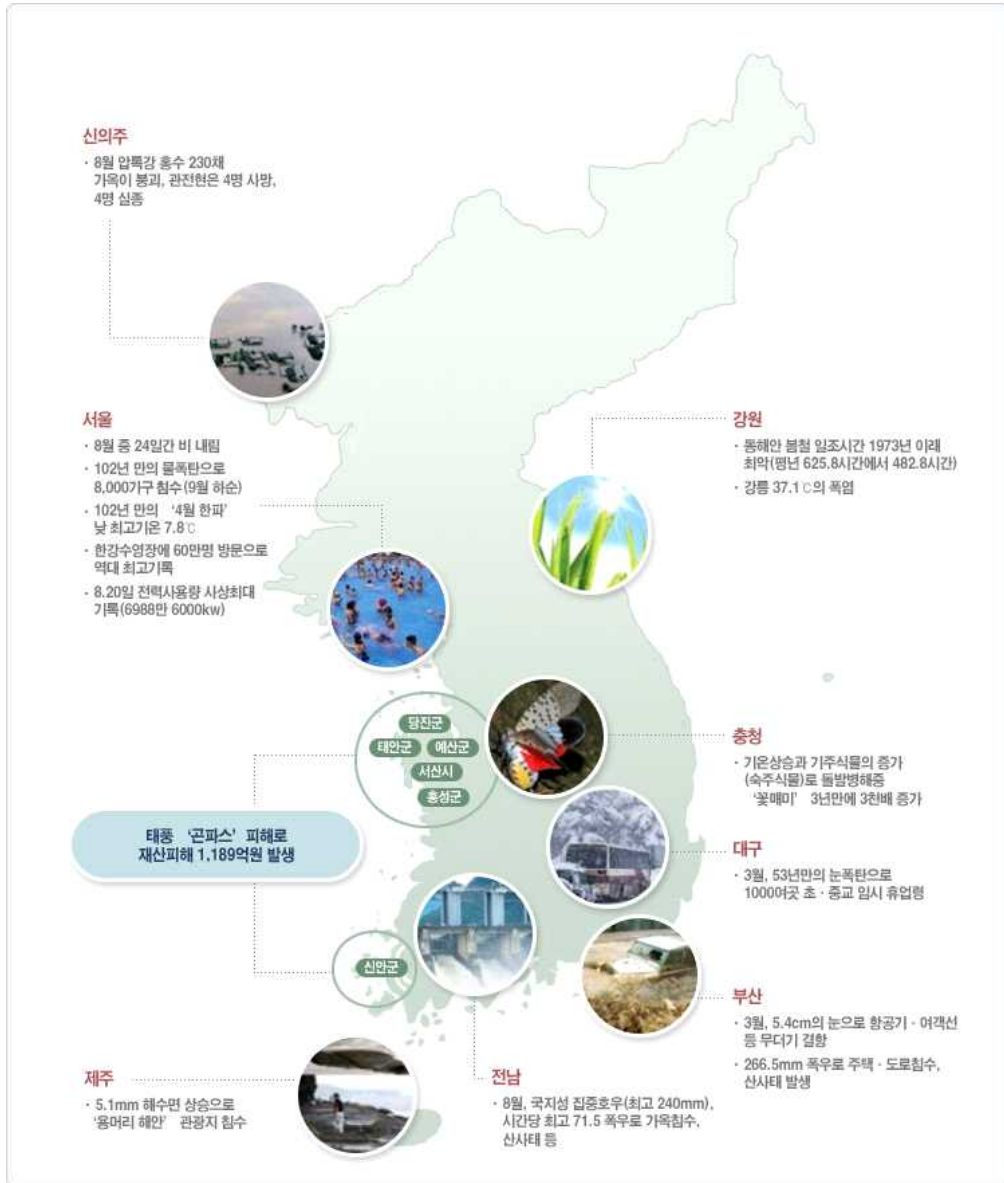 신의주
· 8월 압록강 홍수 230채
가옥이 붕괴, 관전현은 4명 사망,
4명 실종
서울
· 8월 중 24일간 비 내림
· 102년 만의 물폭탄으로
8,000가구 침수(9월 하순)
· 102년 만의 '4월 한파'
낮 최고기온 7.8℃
· 한강수영장에 60만명 방문으로
역대 최고기록
· 8.20일 전력사용량 사상최대
기록(6988만 6000kw)
강원
· 동해안 봄철 일조시간 1973년 이래
최악(평년 625.8시간에서 482.8시간)
· 강릉 37.1℃의 폭염
당진군
태안군 예산군
서산시
홍성군
충청
· 기온상승과 기주식물의 증가
(숙주식물)로 돌발병해중
'꽃매미' 3년만에 3천배 증가
태풍 '곤파스' 피해로
재산피해 1,189억원 발생
대구
· 3월, 53년만의 눈폭탄으로
1000여곳 초·중교 임시 휴업령
신안군
부산
· 3월, 5.4cm의 눈으로 항공기·여객선
등 무더기 결항
· 266.5mm 폭우로 주택·도로침수,
산사태 발생
제주
· 5.1mm 해수면 상승으로
'용머리 해안' 관광지 침수
전남
· 8월, 국지성 집중호우(최고 240mm),
시간당 최고 71.5 폭우로 가옥침수,
산사태 등